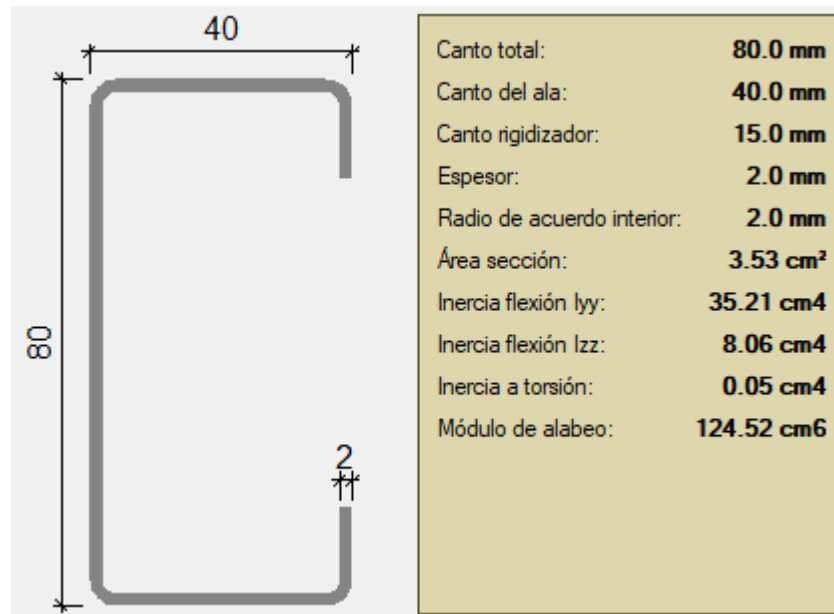 40
80
2
Canto total: 80.0 mm
Canto del ala: 40.0 mm
Canto rigidizador: 15.0 mm
Espesor: 2.0 mm
Radio de acuerdo interior: 2.0 mm
Área sección: 3.53 cm²
Inercia flexión Iyy: 35.21 cm4
Inercia flexión Izz: 8.06 cm4
Inercia a torsión: 0.05 cm4
Módulo de alabeo: 124.52 cm6